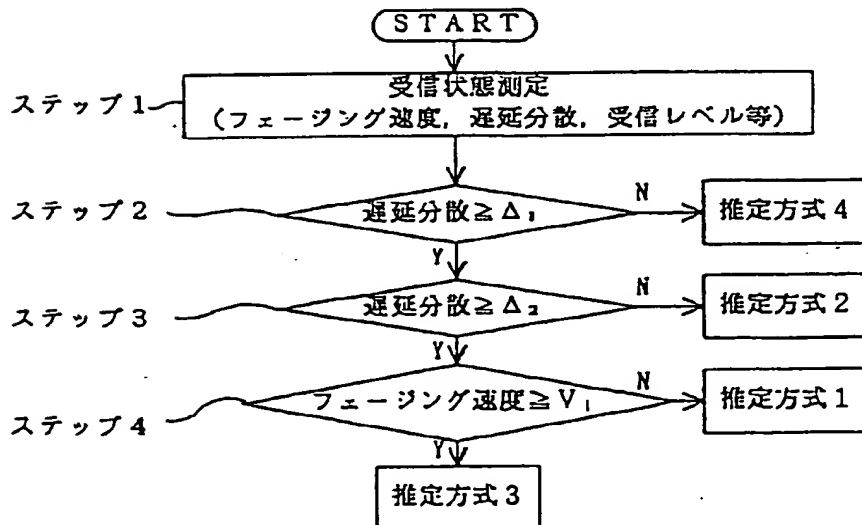 START
ステップ1
受信状態測定
(フェージング速度, 遅延分散, 受信レベル等)
ステップ2
遅延分散≧Δ₁
N
推定方式4
Y
ステップ3
遅延分散≧Δ₂
N
推定方式2
Y
ステップ4
フェージング速度≧V₁
N
推定方式1
Y
推定方式3